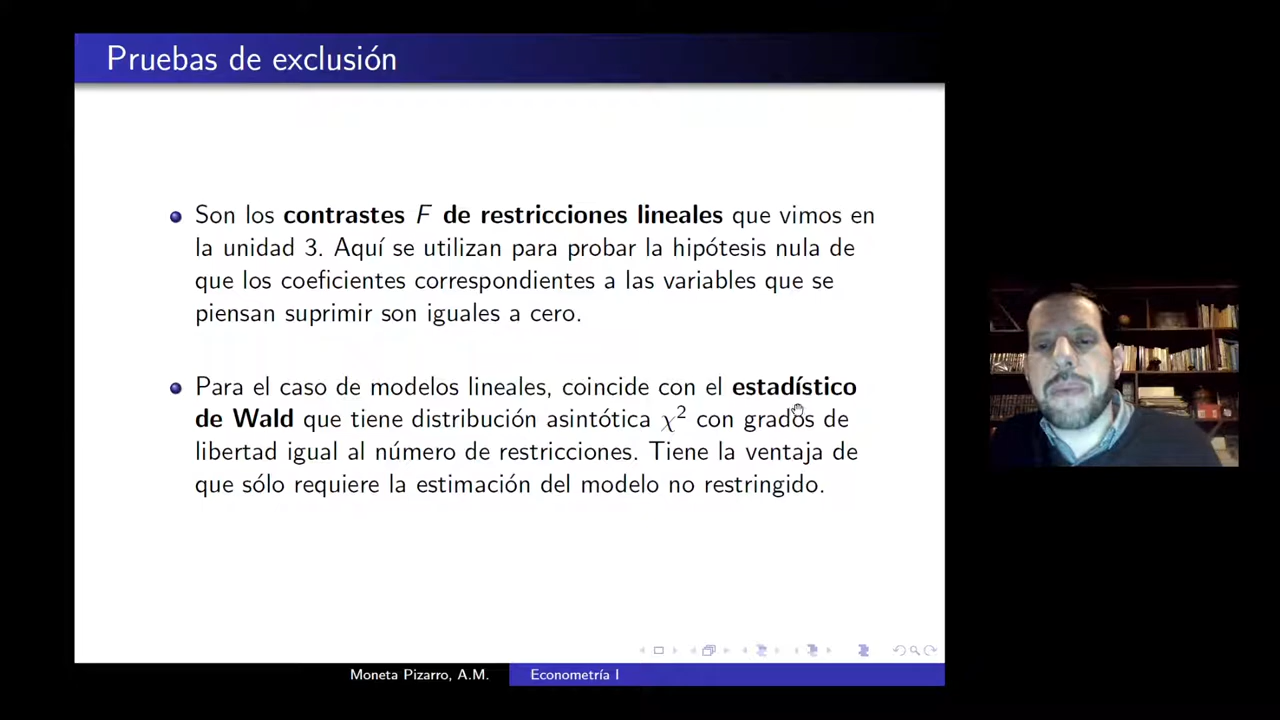 Pruebas de exclusión
Son los contrastes F de restricciones lineales que vimos en
la unidad 3. Aquí se utilizan para probar la hipótesis nula de
que los coeficientes correspondientes a las variables que se
piensan suprimir son iguales a cero.
Para el caso de modelos lineales, coincide con el estadístico
de Wald que tiene distribución asintótica χ² con grados de
libertad igual al número de restricciones. Tiene la ventaja de
que sólo requiere la estimación del modelo no restringido.
Moneta Pizarro, A.M. Econometría I